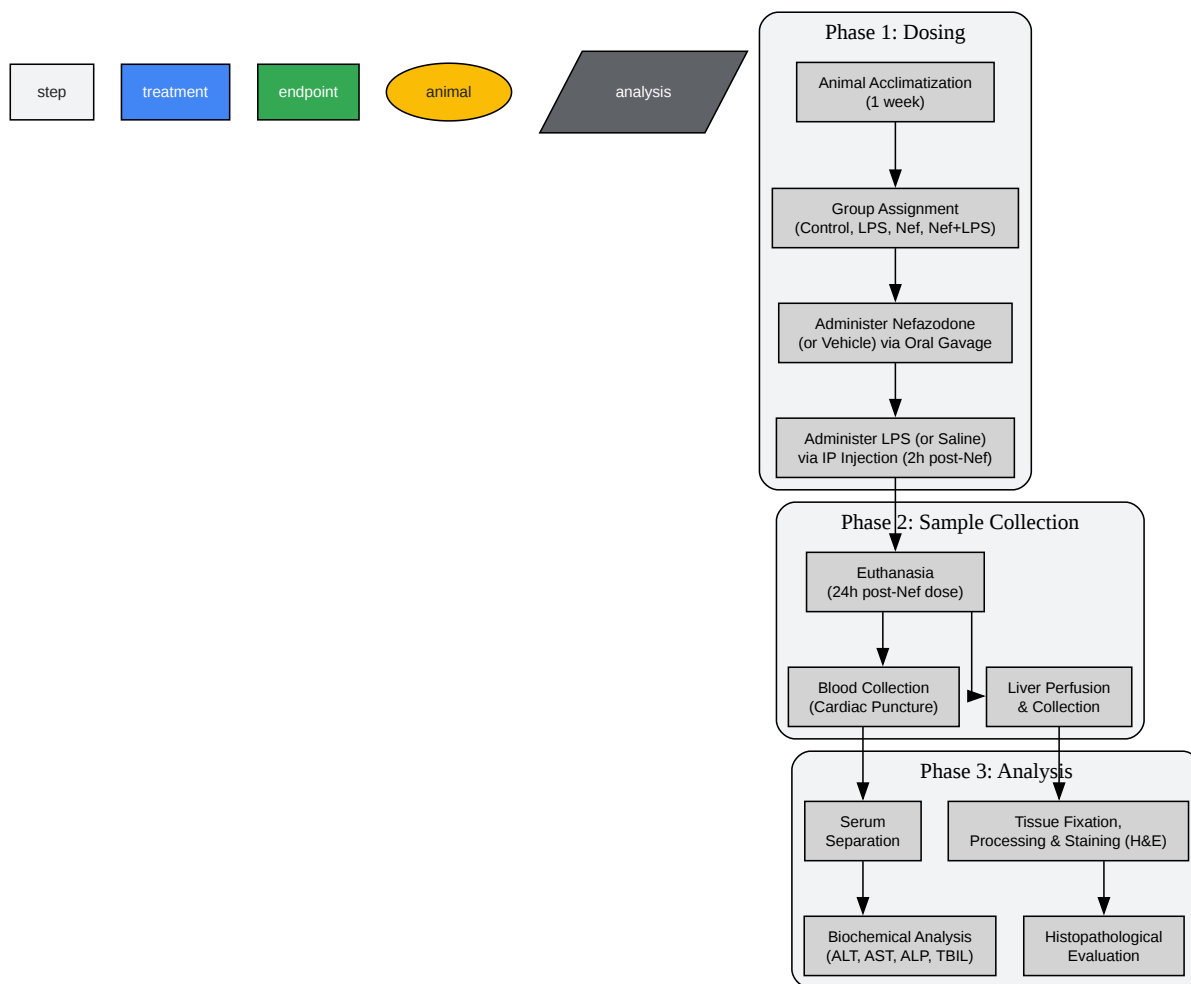 step
treatment
endpoint
animal
analysis
Phase 1: Dosing
Animal Acclimatization
(1 week)
Group Assignment
(Control, LPS, Nef, Nef+LPS)
Administer Nefazodone
(or Vehicle) via Oral Gavage
Administer LPS (or Saline)
via IP Injection (2h post-Nef)
Phase 2: Sample Collection
Euthanasia
(24h post-Nef dose)
Blood Collection
(Cardiac Puncture)
Liver Perfusion
& Collection
Phase 3: Analysis
Serum
Separation
Tissue Fixation,
Processing & Staining (H&E)
Biochemical Analysis
(ALT, AST, ALP, TBIL)
Histopathological
Evaluation